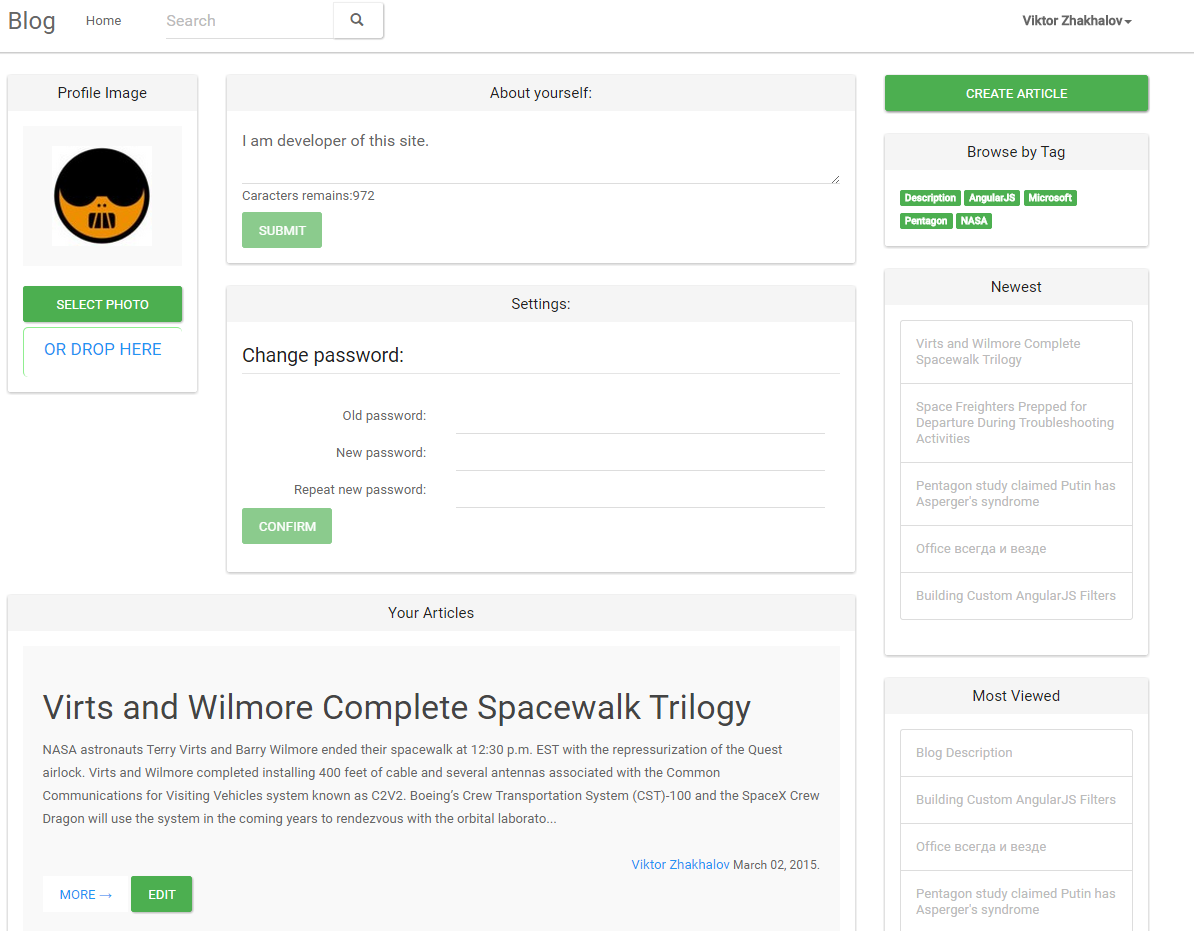 Blog
Home
Search
Viktor Zhakhalov
Profile Image
SELECT PHOTO
OR DROP HERE
About yourself:
I am developer of this site.
Caracters remains:972
SUBMIT
Settings:
Change password:
Old password:
New password:
Repeat new password:
CONFIRM
Your Articles
Virts and Wilmore Complete Spacewalk Trilogy
NASA astronauts Terry Virts and Barry Wilmore ended their spacewalk at 12:30 p.m. EST with the repressurization of the Quest
airlock. Virts and Wilmore completed installing 400 feet of cable and several antennas associated with the Common
Communications for Visiting Vehicles system known as C2V2. Boeing’s Crew Transportation System (CST)-100 and the SpaceX Crew
Dragon will use the system in the coming years to rendezvous with the orbital laborato...
Viktor Zhakhalov March 02, 2015.
MORE → EDIT
CREATE ARTICLE
Browse by Tag
Description AngularJS Microsoft
Pentagon NASA
Newest
Virts and Wilmore Complete
Spacewalk Trilogy
Space Freighters Prepped for
Departure During Troubleshooting
Activities
Pentagon study claimed Putin has
Asperger's syndrome
Office всегда и везде
Building Custom AngularJS Filters
Most Viewed
Blog Description
Building Custom AngularJS Filters
Office всегда и везде
Pentagon study claimed Putin has
Asperger's syndrome